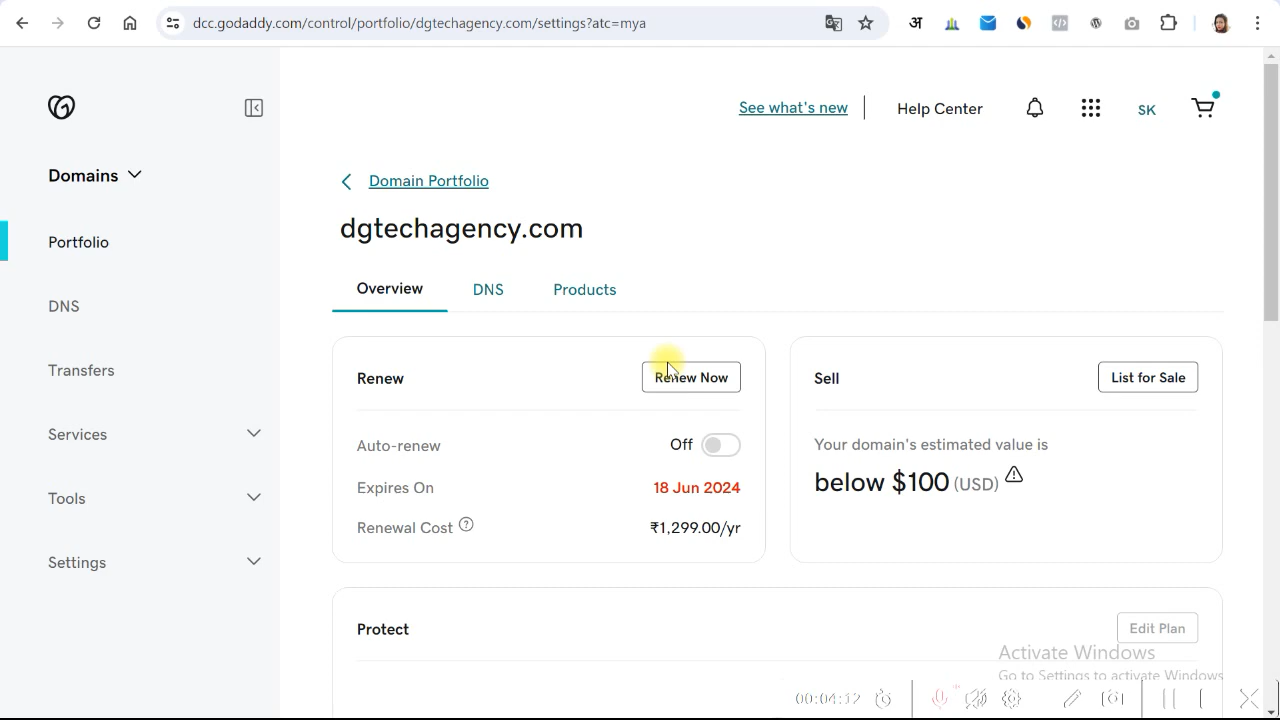 dcc.godaddy.com/control/portfolio/dgtechagency.com/settings?atc=mya
अ
See what's new
Help Center
SK
Domains
Domain Portfolio
dgtechagency.com
Portfolio
Overview DNS Products
DNS
Transfers
Renew Renew Now
Sell List for Sale
Services
Auto-renew Off
Your domain's estimated value is
Expires On 18 Jun 2024
below $100 (USD)
Tools
Renewal Cost ? ₹1,299.00/yr
Settings
Protect Edit Plan
Activate Windows
Go to Settings to activate Windows
00:04:12